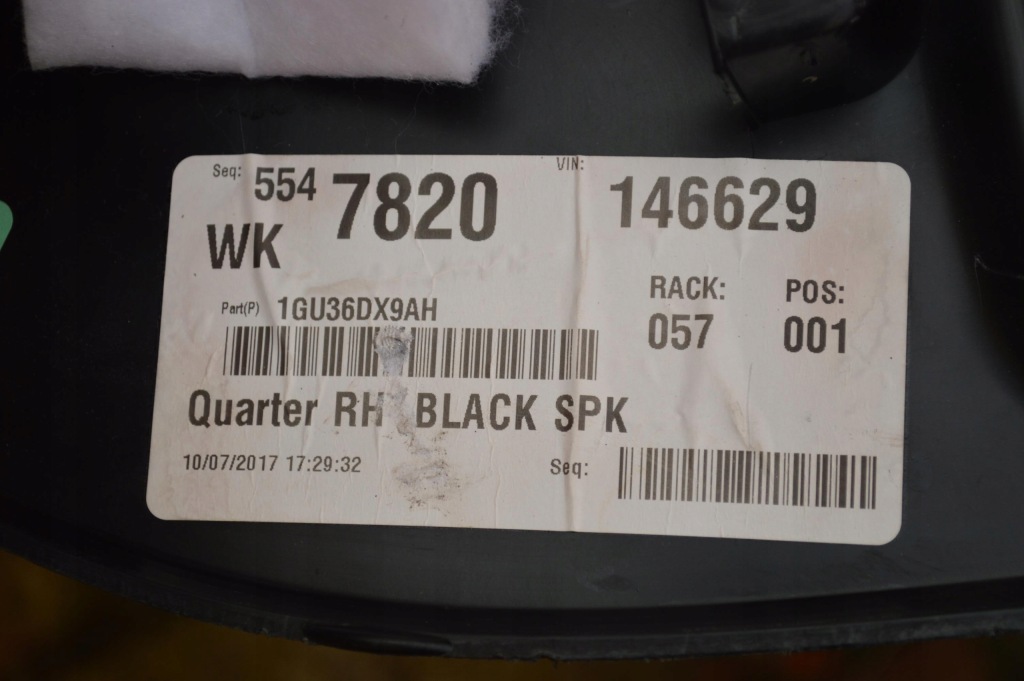 Seq: 554 7820 VIN: 146629
WK
Part(P) 1GU36DX9AH
RACK: POS:
057 001
Quarter RH BLACK SPK
10/07/2017 17:29:32 Seq: